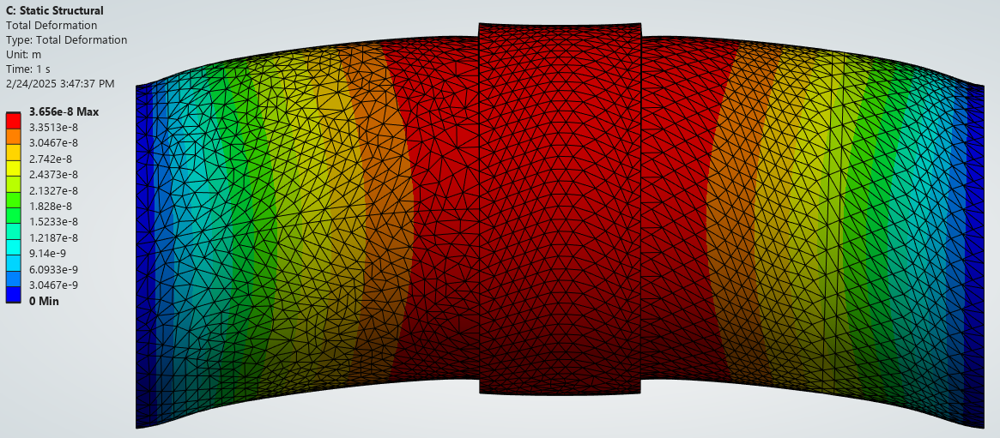 C: Static Structural
Total Deformation
Type: Total Deformation
Unit: m
Time: 1 s
2/24/2025 3:47:37 PM
3.656e-8 Max
3.3513e-8
3.0467e-8
2.742e-8
2.4373e-8
2.1327e-8
1.828e-8
1.5233e-8
1.2187e-8
9.14e-9
6.0933e-9
3.0467e-9
0 Min